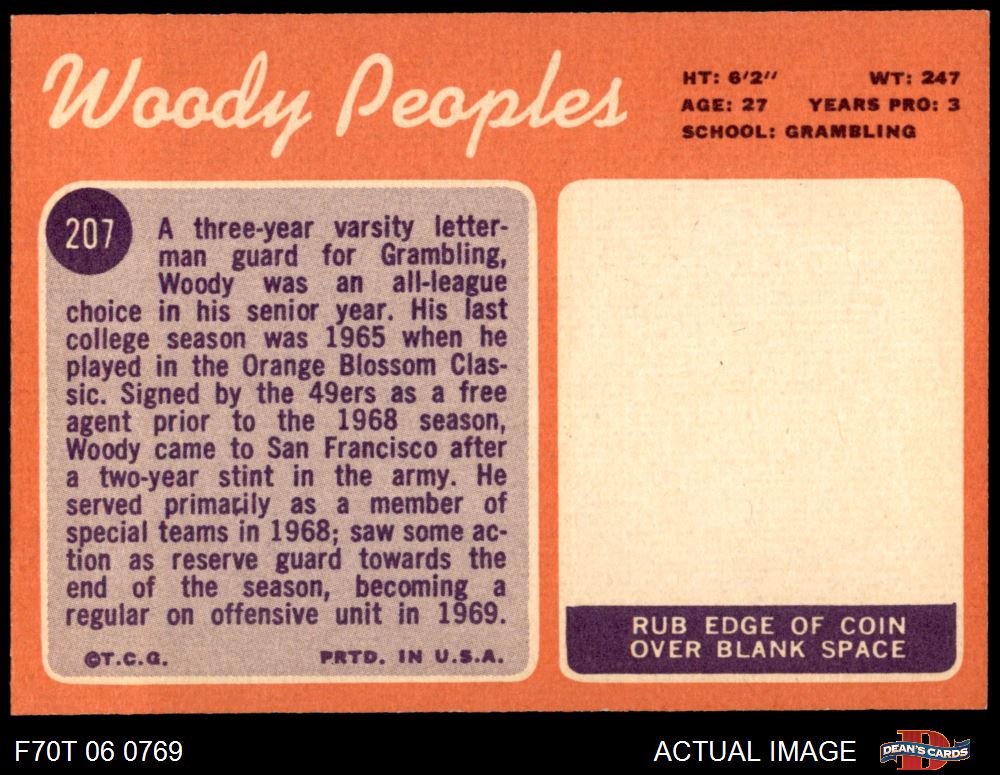 Woody Peoples
HT: 6'2" WT: 247
AGE: 27 YEARS PRO: 3
SCHOOL: GRAMBLING
207
A three-year varsity letter-
man guard for Grambling,
Woody was an all-league
choice in his senior year. His last
college season was 1965 when he
played in the Orange Blossom Clas-
sic. Signed by the 49ers as a free
agent prior to the 1968 season,
Woody came to San Francisco after
a two-year stint in the army. He
served primarily as a member of
special teams in 1968; saw some ac-
tion as reserve guard towards the
end of the season, becoming a
regular on offensive unit in 1969.
©T.C.G. PRTD. IN U.S.A.
RUB EDGE OF COIN
OVER BLANK SPACE
F70T 06 0769 ACTUAL IMAGE
D
DEAN'S CARDS